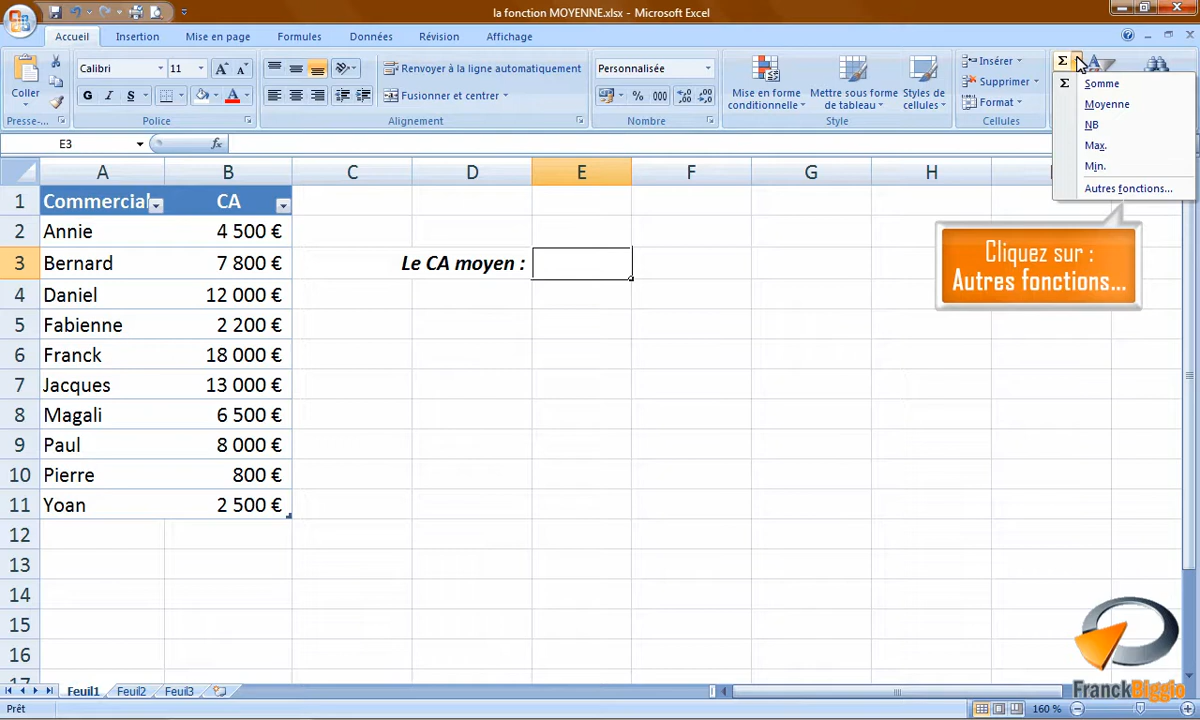 la fonction MOYENNE.xlsx - Microsoft Excel
Accueil Insertion Mise en page Formules Données Révision Affichage
Coller
Presse-...
Calibri 11
G I S
Police
Renvoyer à la ligne automatiquement
Fusionner et centrer
Alignement
Personnalisée
% 000
Nombre
Mise en forme conditionnelle
Mettre sous forme de tableau
Styles de cellules
Style
Insérer
Supprimer
Format
Cellules
Σ
Σ Somme
Moyenne
NB
Max.
Min.
Autres fonctions...
E3 fx
A B C D E F G H
1 Commercial CA
2 Annie 4 500 €
3 Bernard 7 800 € Le CA moyen :
4 Daniel 12 000 €
5 Fabienne 2 200 €
6 Franck 18 000 €
7 Jacques 13 000 €
8 Magali 6 500 €
9 Paul 8 000 €
10 Pierre 800 €
11 Yoan 2 500 €
12
13
14
15
16
17
Cliquez sur :
Autres fonctions...
FranckBiggio
Feuil1 Feuil2 Feuil3
Prêt 160 %